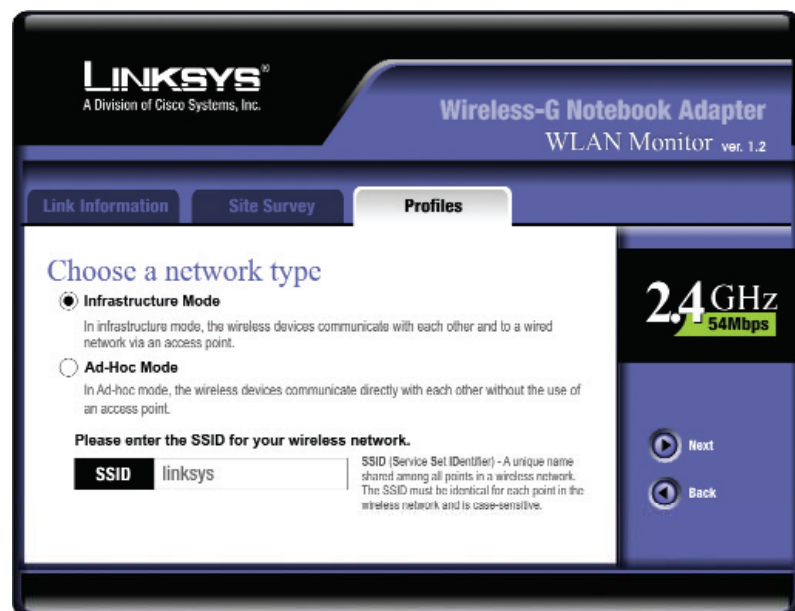 LINKSYS®
A Division of Cisco Systems, Inc.
Wireless-G Notebook Adapter
WLAN Monitor ver. 1.2
Link Information
Site Survey
Profiles
Choose a network type
Infrastructure Mode
In infrastructure mode, the wireless devices communicate with each other and to a wired
network via an access point.
Ad-Hoc Mode
In Ad-hoc mode, the wireless devices communicate directly with each other without the use of
an access point.
Please enter the SSID for your wireless network.
SSID
linksys
SSID (Service Set IDentifier) - A unique name
shared among all points in a wireless network.
The SSID must be identical for each point in the
wireless network and is case-sensitive.
2.4 GHz
54Mbps
Next
Back